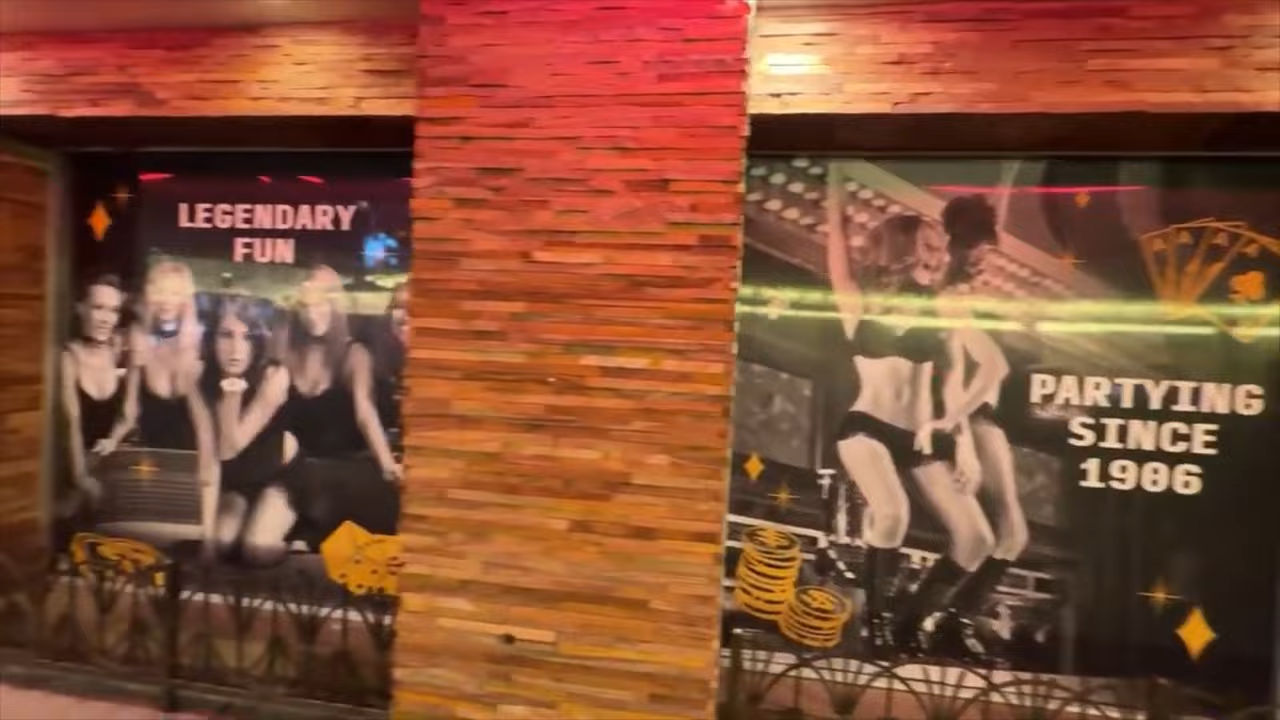 LEGENDARY
FUN
PARTYING
SINCE
1906
A A A A